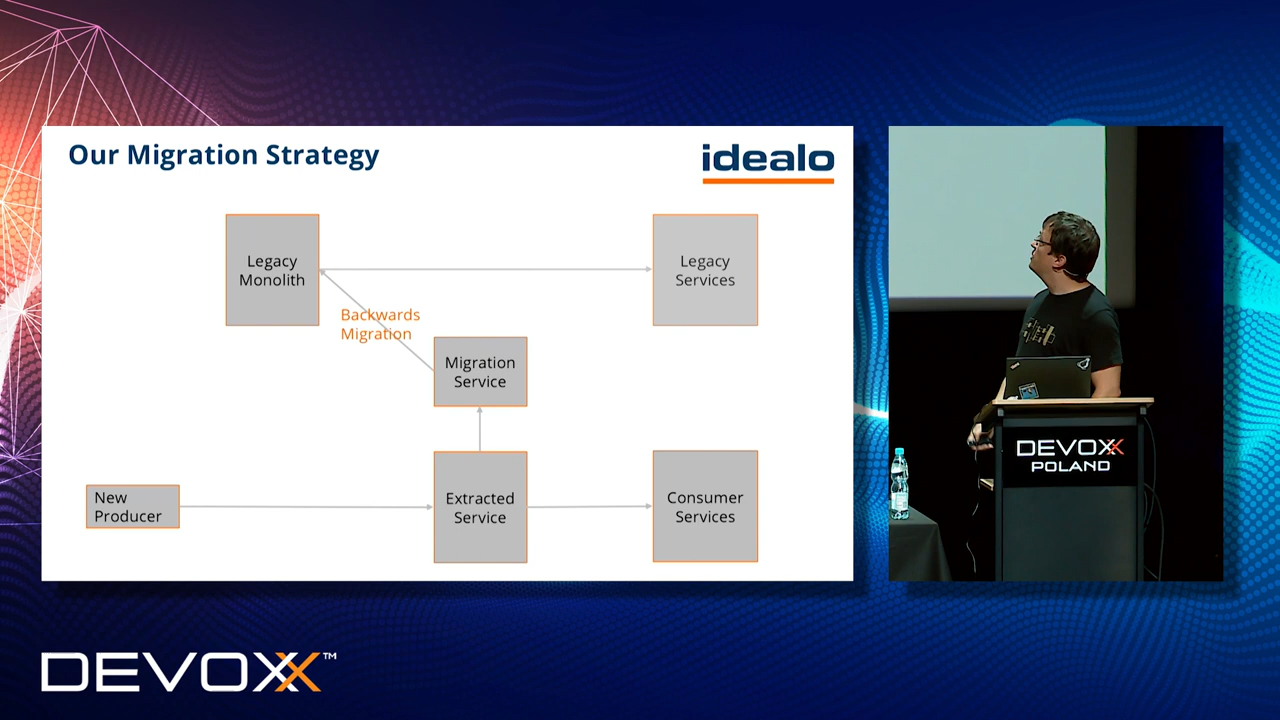 Our Migration Strategy
idealo
Legacy
Monolith
Legacy
Services
Backwards
Migration
Migration
Service
New
Producer
Extracted
Service
Consumer
Services
DEVOXX
POLAND
DEVOXX™